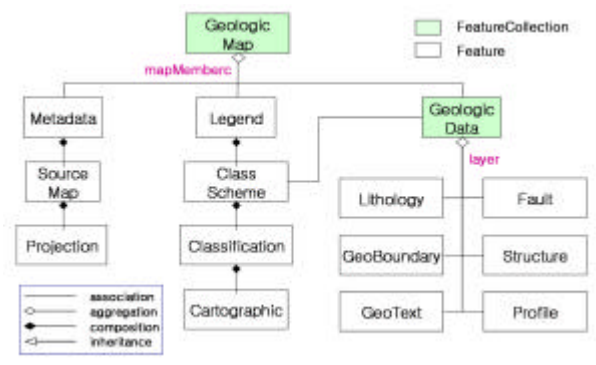 Geologic
Map
FeatureCollection
Feature
mapMemberc
Metadata
Legend
Geologic
Data
layer
Source
Map
Class
Scheme
Lithology
Fault
Projection
Classification
GeoBoundary
Structure
association
aggregation
composition
inheritance
Cartographic
GeoText
Profile